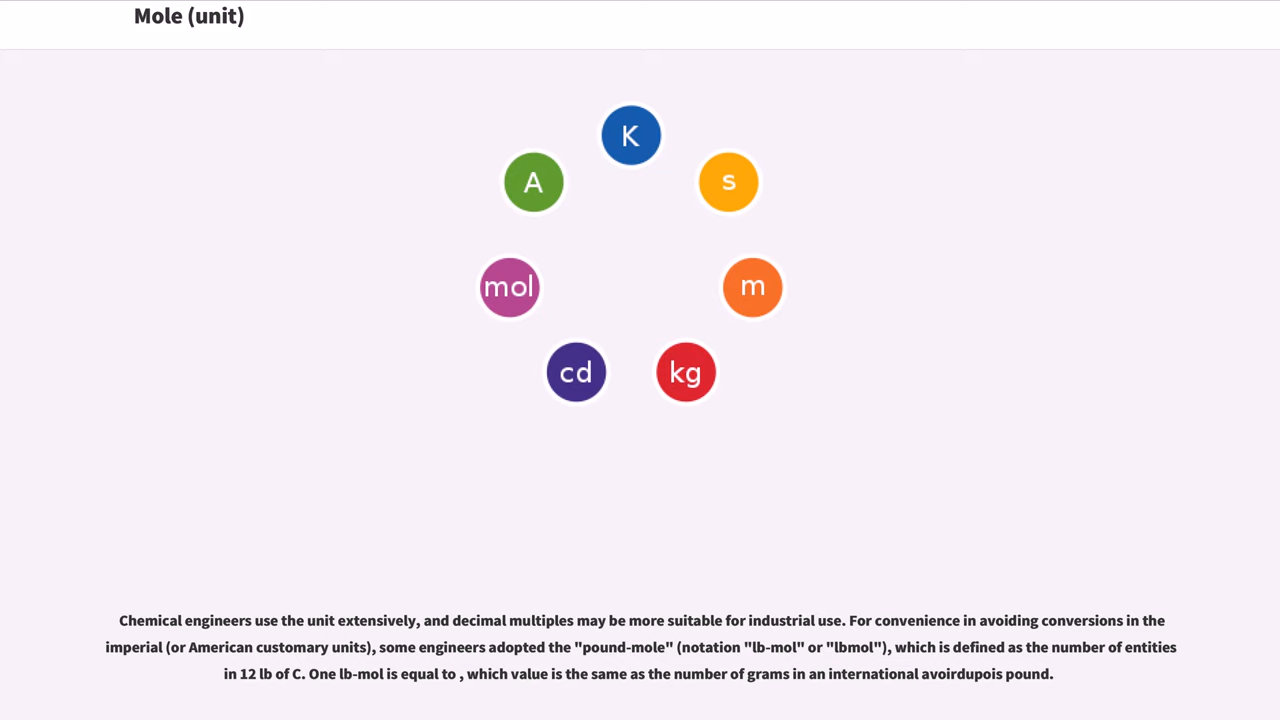 Mole (unit)
K
A
s
mol
m
cd
kg
Chemical engineers use the unit extensively, and decimal multiples may be more suitable for industrial use. For convenience in avoiding conversions in the
imperial (or American customary units), some engineers adopted the "pound-mole" (notation "lb-mol" or "lbmol"), which is defined as the number of entities
in 12 lb of C. One lb-mol is equal to , which value is the same as the number of grams in an international avoirdupois pound.